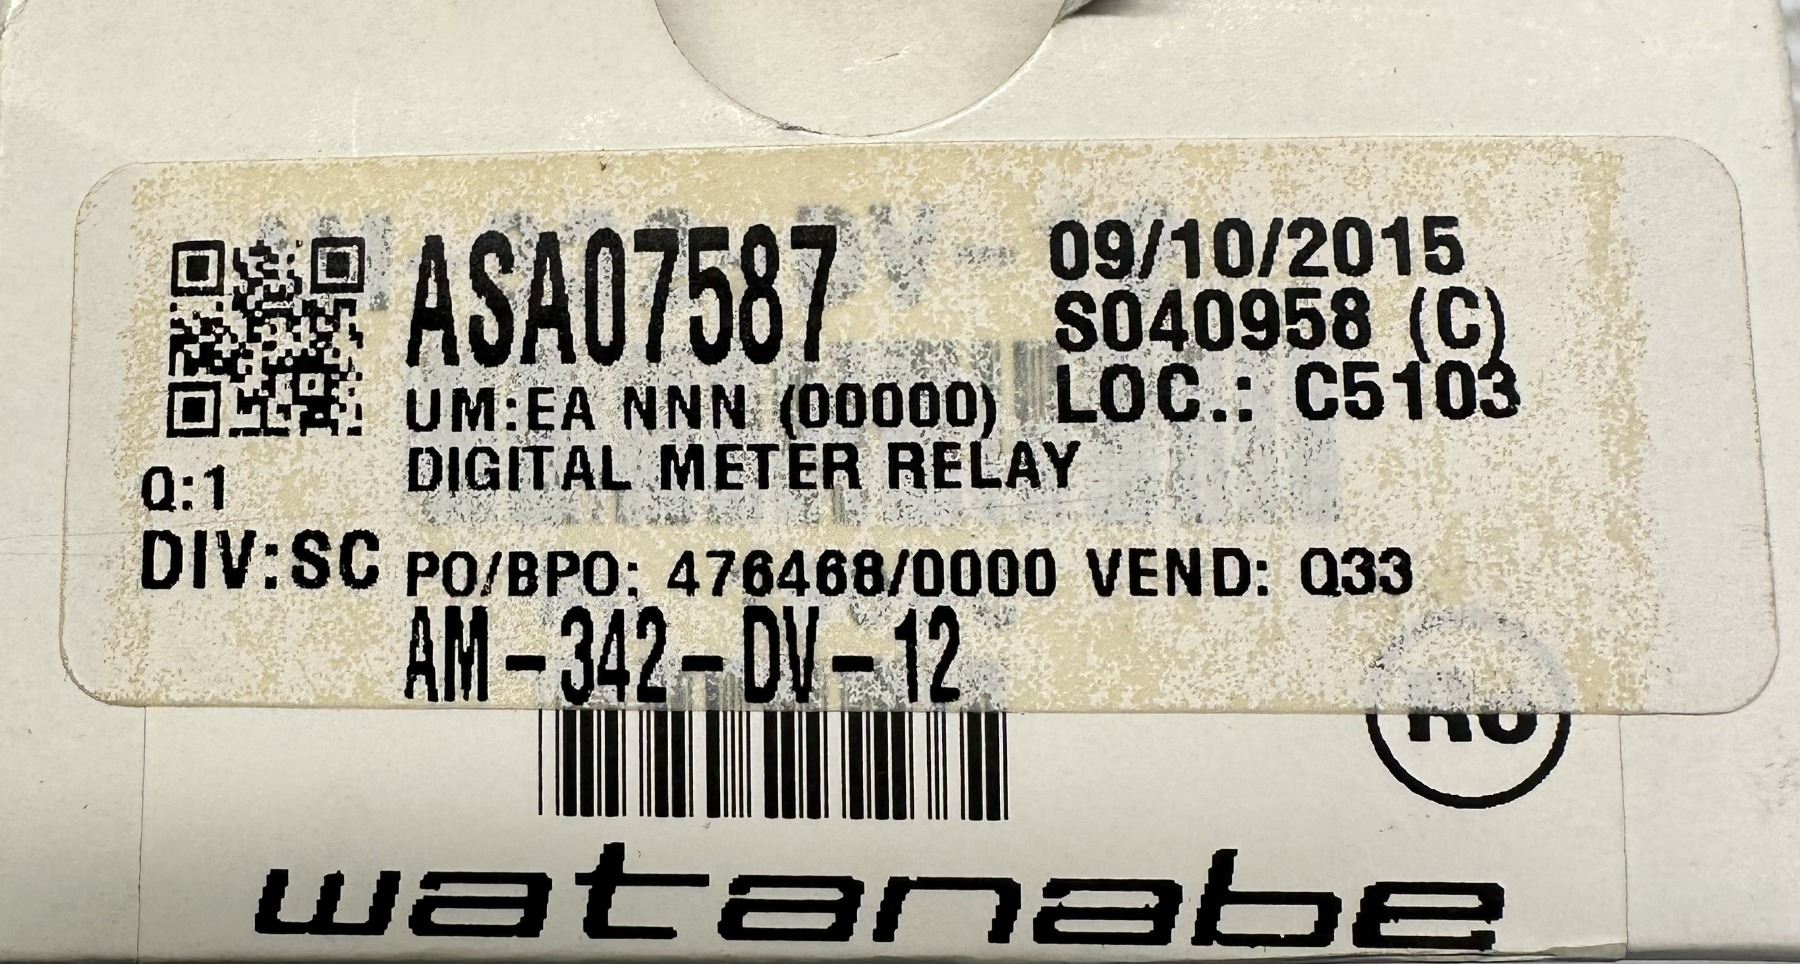 ASA07587
09/10/2015
S040958 (C)
UM:EA NNN (00000)
LOC.: C5103
DIGITAL METER RELAY
Q:1
DIV:SC
PO/BPO: 476468/0000 VEND: Q33
AM-342-DV-12
watanabe